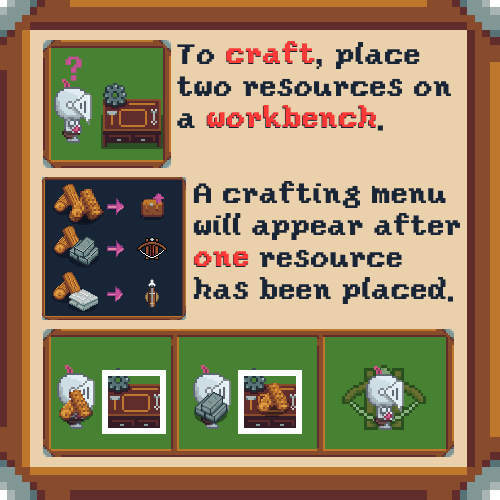 ?
To craft, place
two resources on
a workbench.
A crafting menu
will appear after
one resource
has been placed.